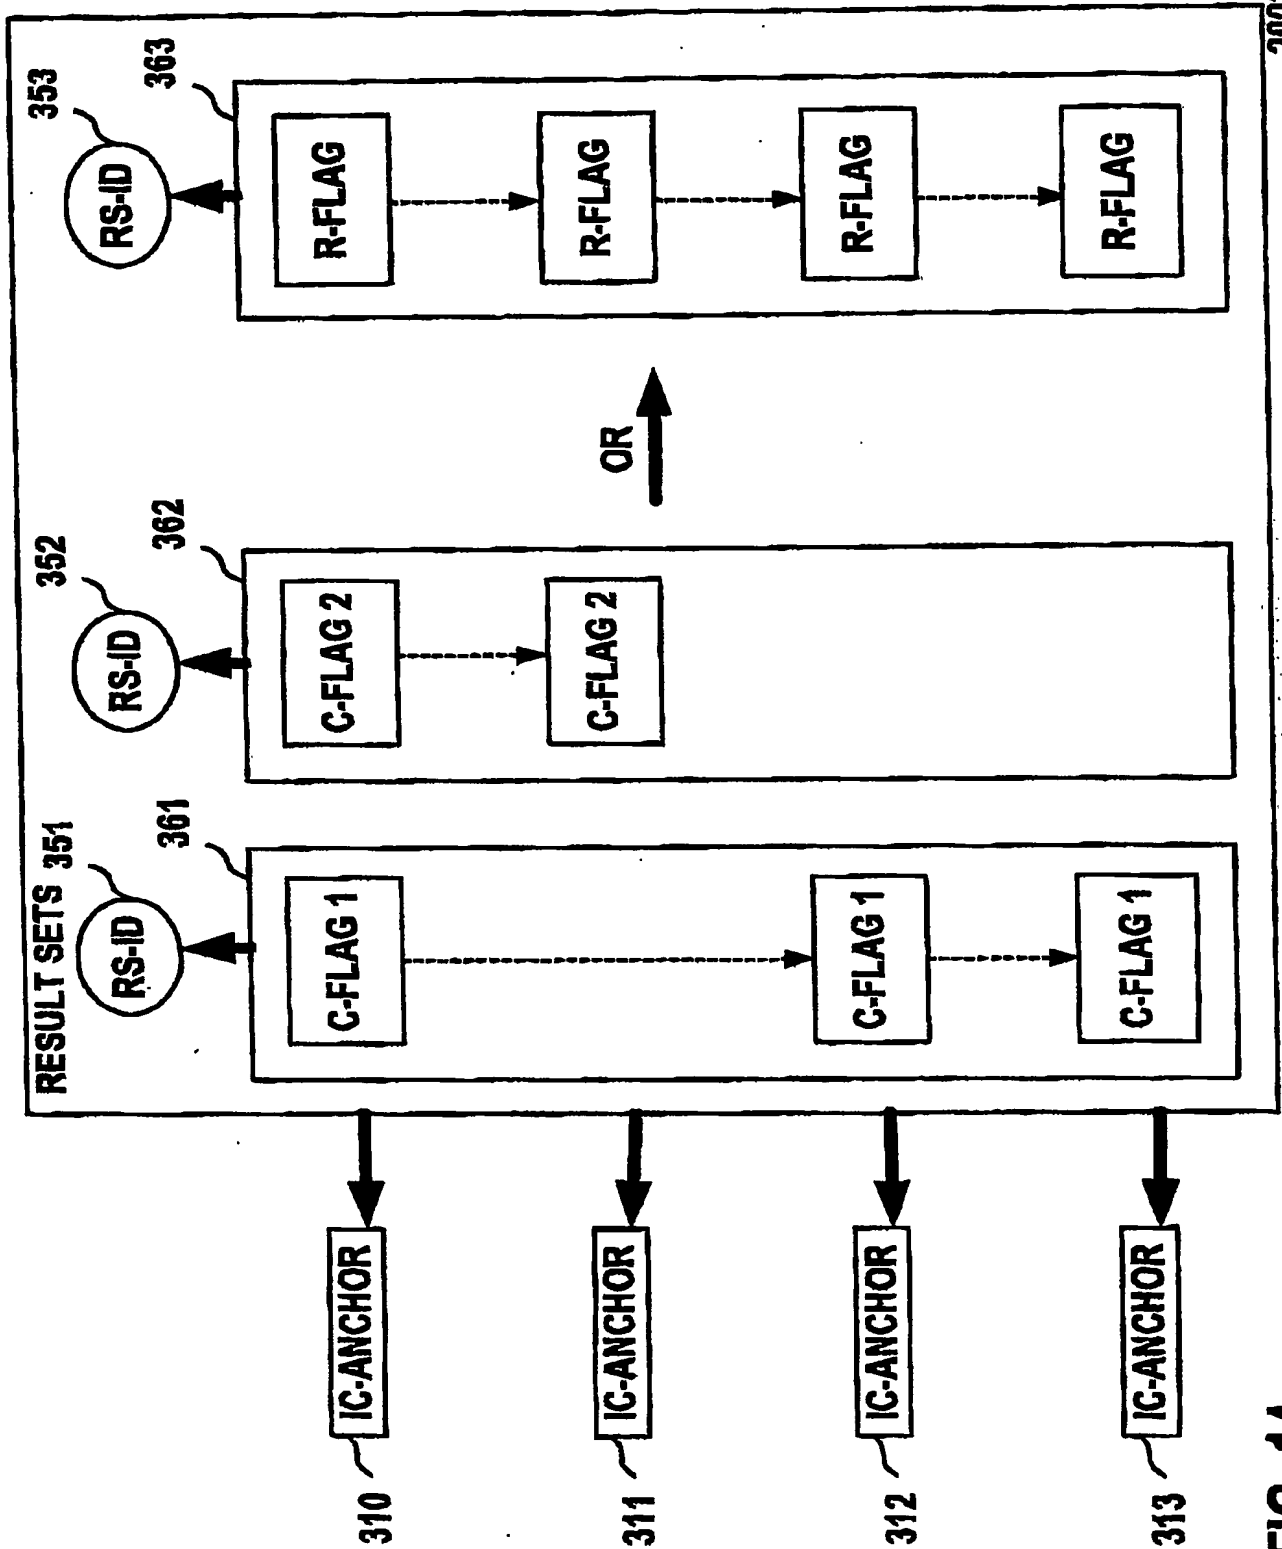 RESULT SETS
351
352
353
RS-ID
RS-ID
RS-ID
361
362
363
310
IC-ANCHOR
C-FLAG 1
C-FLAG 2
R-FLAG
311
IC-ANCHOR
C-FLAG 2
R-FLAG
OR
312
IC-ANCHOR
C-FLAG 1
R-FLAG
313
IC-ANCHOR
C-FLAG 1
R-FLAG